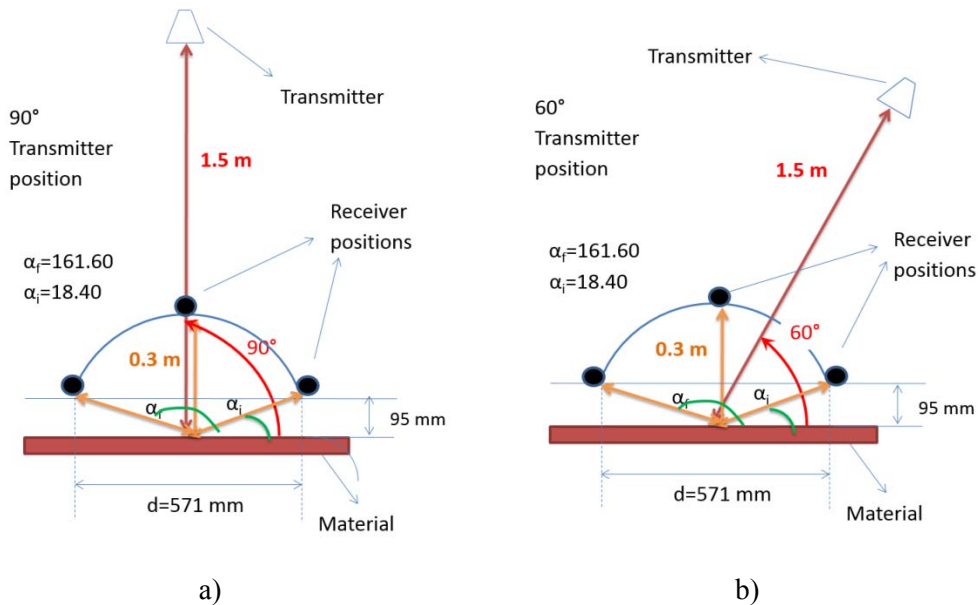 Transmitter
90°
Transmitter
position
1.5 m
Receiver
positions
αf=161.60
αi=18.40
90°
0.3 m
αf
αi
95 mm
d=571 mm
Material
a)
Transmitter
60°
Transmitter
position
1.5 m
Receiver
positions
αf=161.60
αi=18.40
60°
0.3 m
αf
αi
95 mm
d=571 mm
Material
b)